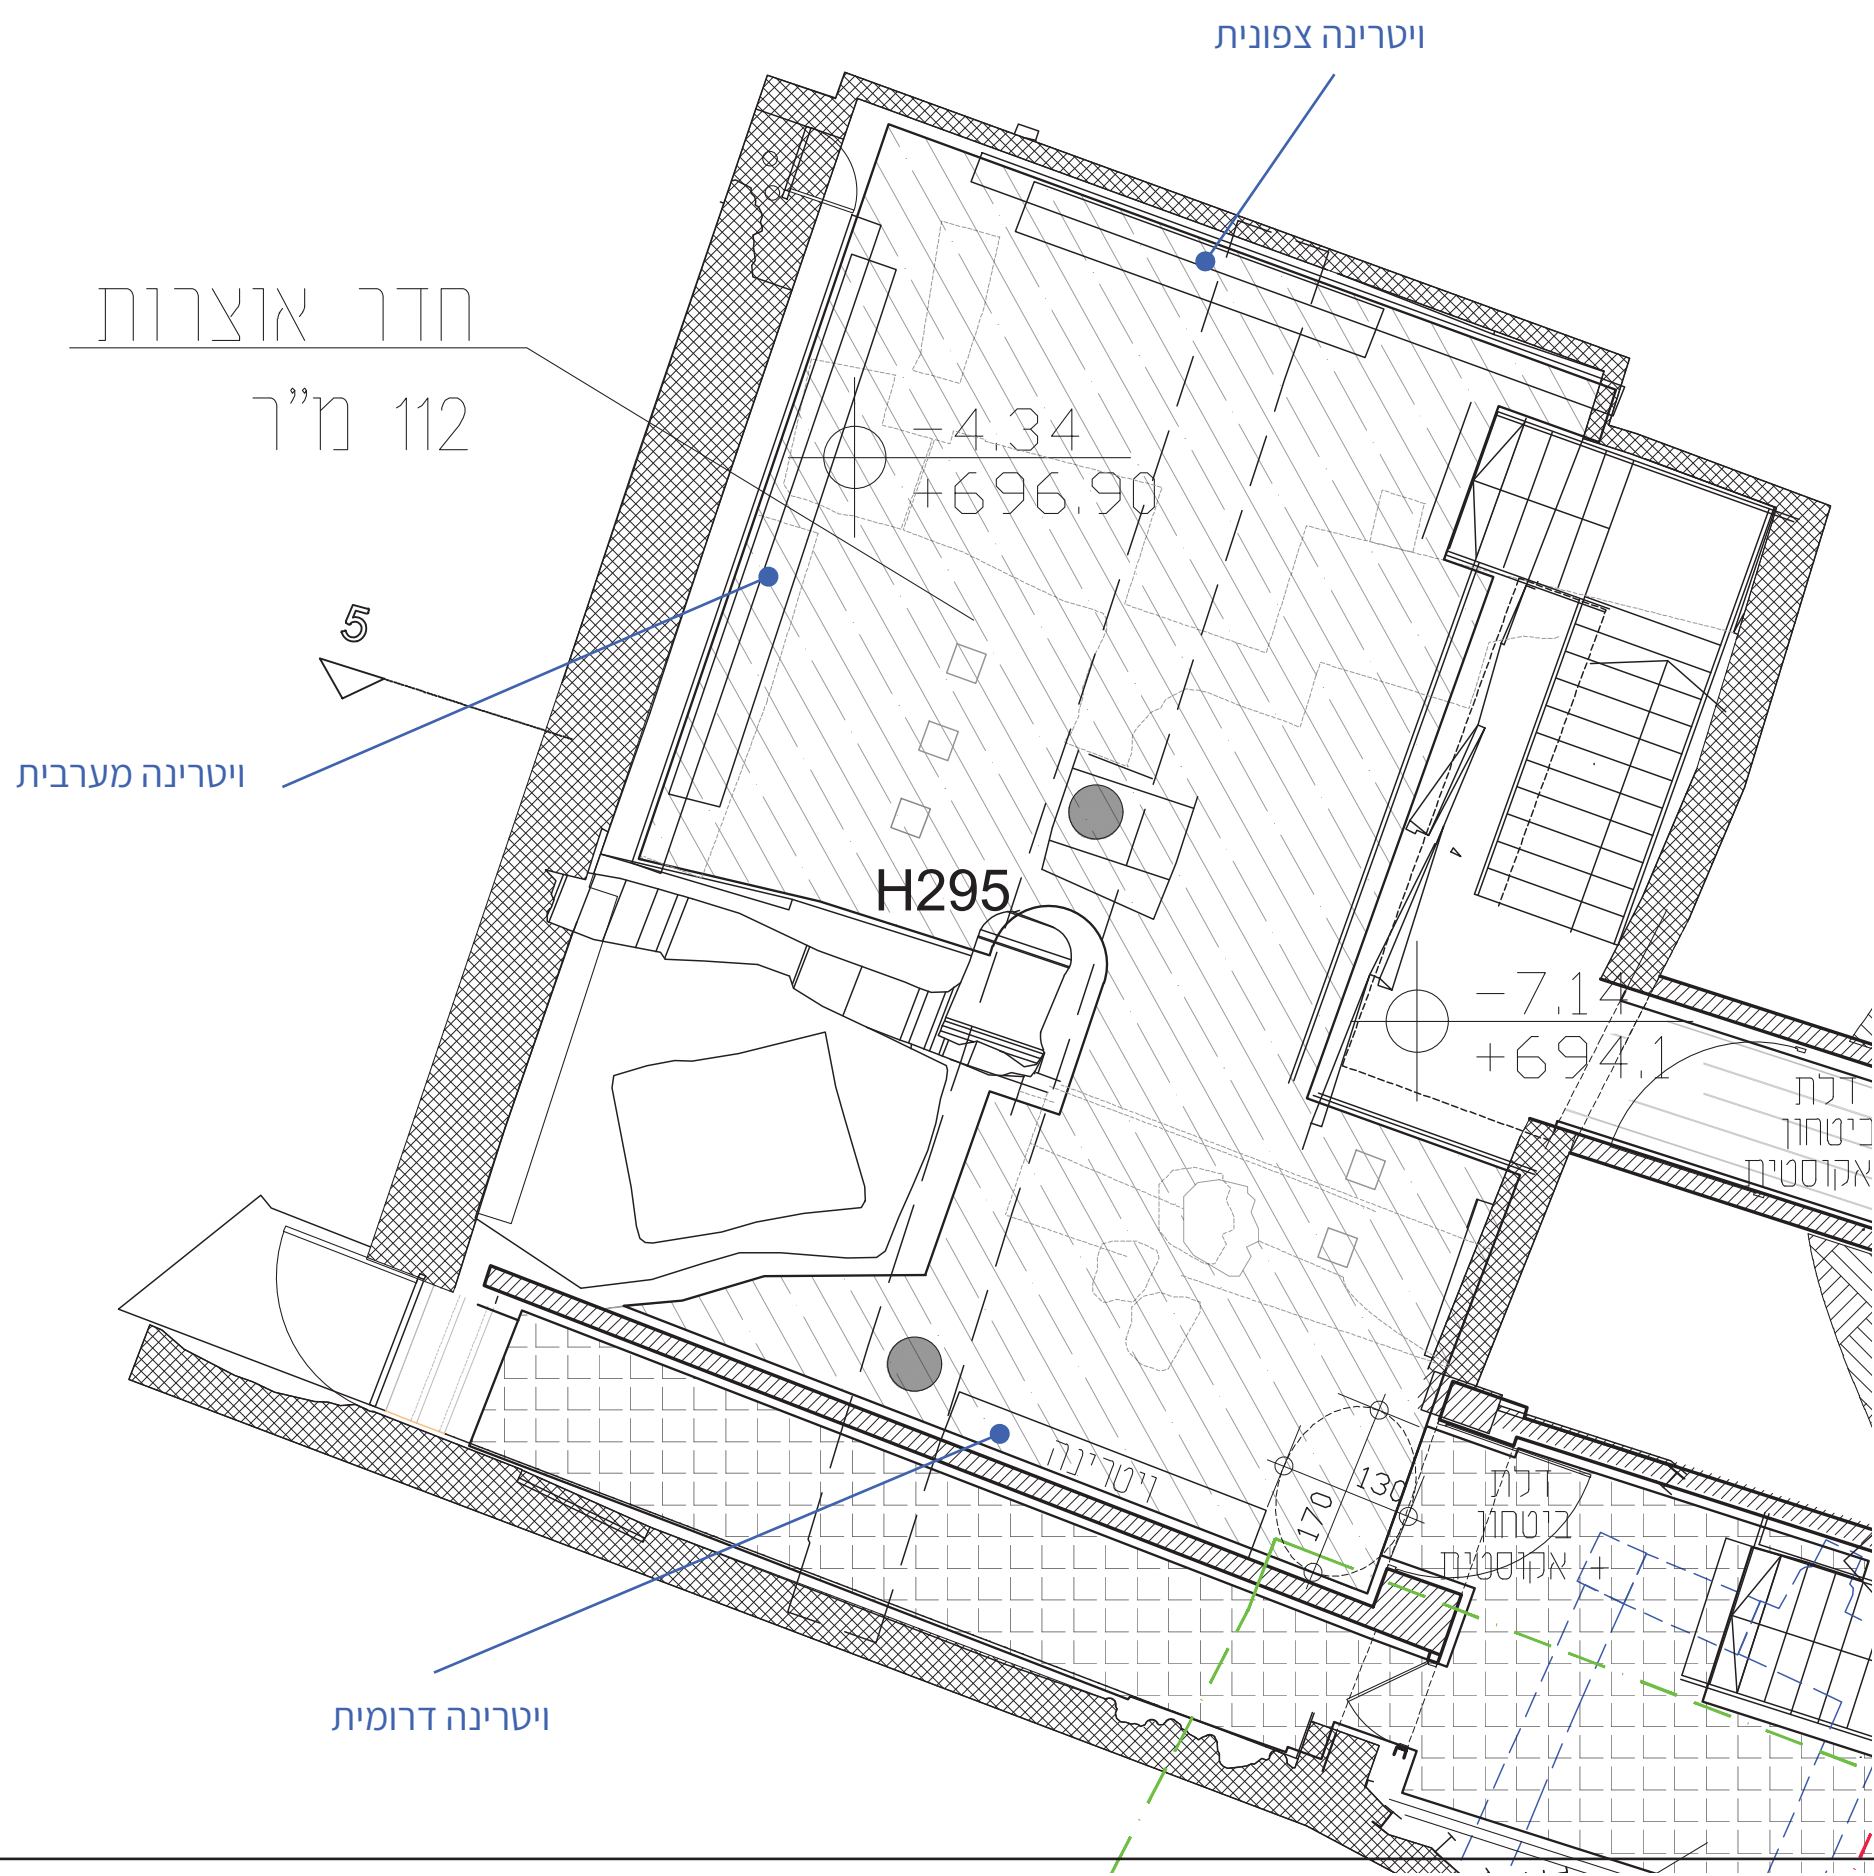 ויטרינה צפונית
חדר אוצרות
112 מ"ר
-4.34
+696.90
5
ויטרינה מערבית
H295
-7.14
+694.1
דלת
ביטחון
אקוסטית
ויטרינה
130
170
דלת
ביטחון
+ אקוסטית
ויטרינה דרומית